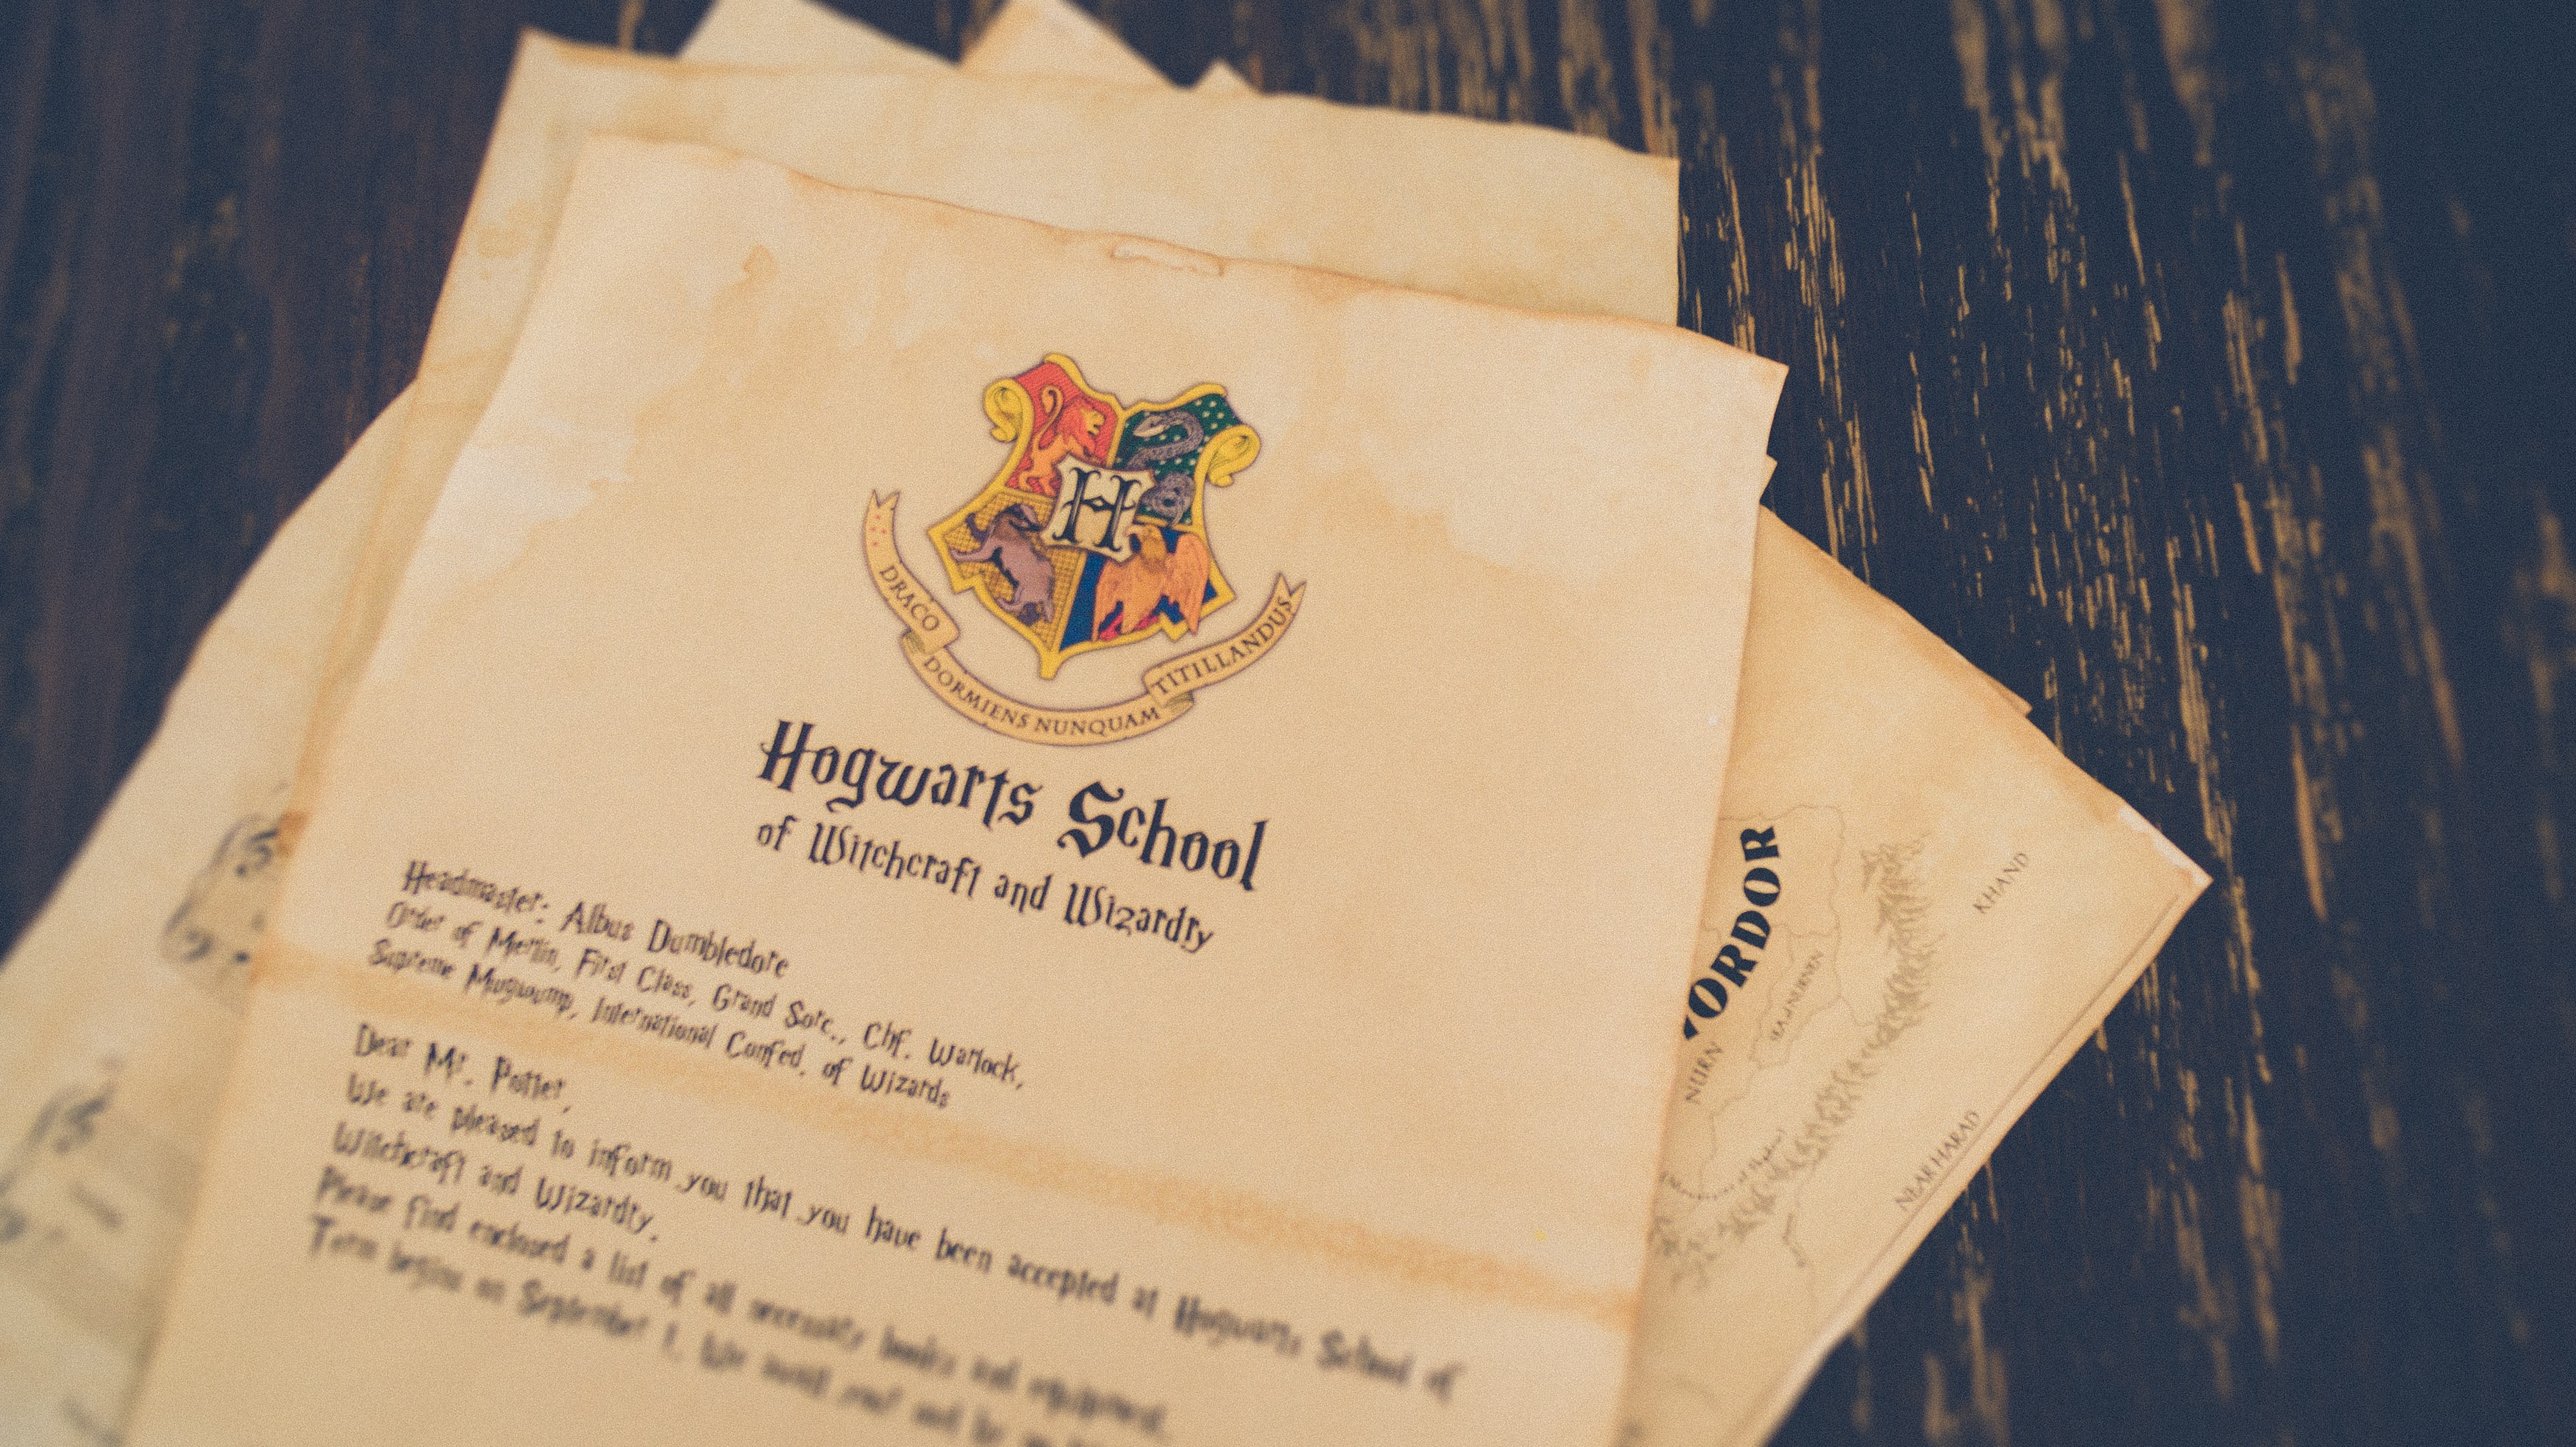 DRACO
DORMIENS NUNQUAM
TITILLANDUS
H
Hogwarts School
of Witchcraft and Wizardry
Headmaster: Albus Dumbledore
Order of Merlin, First Class, Grand Sorc., Chf. Warlock,
Supreme Mugwump, International Confed. of Wizards
Dear Mr. Potter,
We are pleased to inform you that you have been accepted at Hogwarts School of
Witchcraft and Wizardry.
Please find enclosed a list of all necessary books and equipment.
Term begins on September 1. We await your owl by no
ORDOR
KHAND
NURN
NEAR HARAD